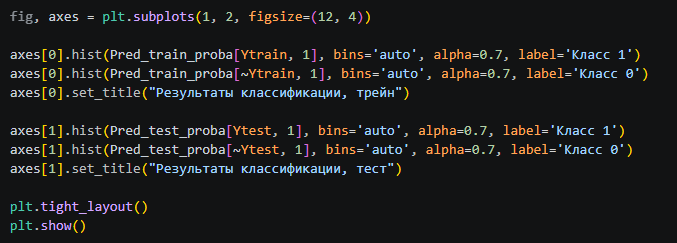 fig, axes = plt.subplots(1, 2, figsize=(12, 4))
axes[0].hist(Pred_train_proba[Ytrain, 1], bins='auto', alpha=0.7, label='Класс 1')
axes[0].hist(Pred_train_proba[~Ytrain, 1], bins='auto', alpha=0.7, label='Класс 0')
axes[0].set_title("Результаты классификации, трейн")
axes[1].hist(Pred_test_proba[Ytest, 1], bins='auto', alpha=0.7, label='Класс 1')
axes[1].hist(Pred_test_proba[~Ytest, 1], bins='auto', alpha=0.7, label='Класс 0')
axes[1].set_title("Результаты классификации, тест")
plt.tight_layout()
plt.show()